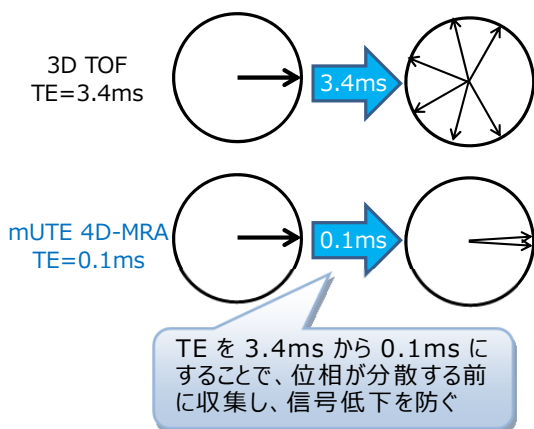 3D TOF
TE=3.4ms
3.4ms
mUTE 4D-MRA
TE=0.1ms
0.1ms
TE を 3.4ms から 0.1ms に
することで、位相が分散する前
に収集し、信号低下を防ぐ